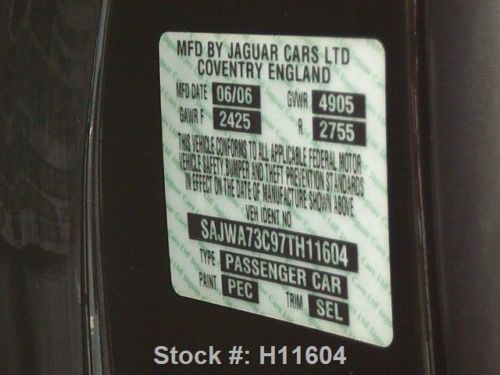 MFD BY JAGUAR CARS LTD
COVENTRY ENGLAND
MFD DATE 06/06 GVWR 4905
GAWR F 2425 R 2755
THIS VEHICLE CONFORMS TO ALL APPLICABLE FEDERAL MOTOR
VEHICLE SAFETY BUMPER AND THEFT PREVENTION STANDARDS
IN EFFECT ON THE DATE OF MANUFACTURE SHOWN ABOVE
VEH IDENT NO
SAJWA73C97TH11604
TYPE PASSENGER CAR
PAINT. PEC TRIM SEL
Stock #: H11604